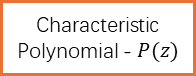 Characteristic
Polynomial - P(z)